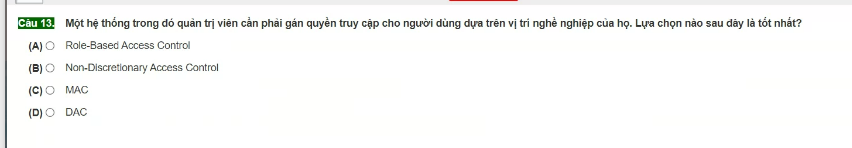 Câu 13. Một hệ thống trong đó quản trị viên cần phải gán quyền truy cập cho người dùng dựa trên vị trí nghề nghiệp của họ. Lựa chọn nào sau đây là tốt nhất?
(A) Role-Based Access Control
(B) Non-Discretionary Access Control
(C) MAC
(D) DAC